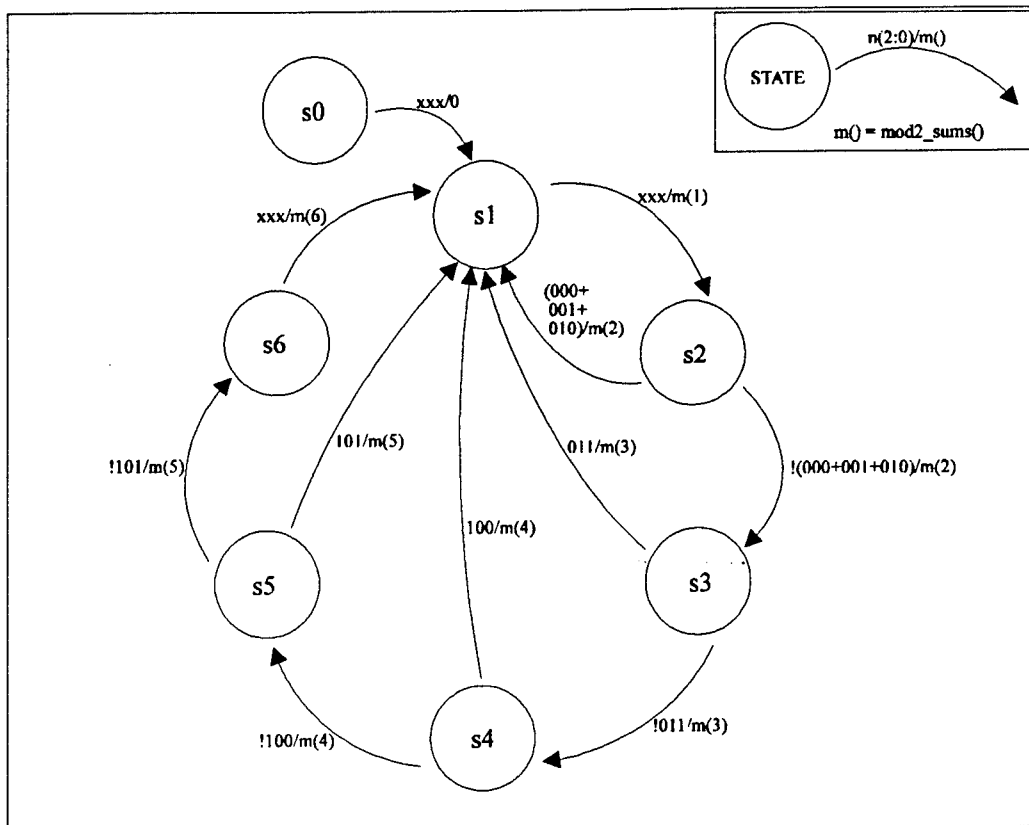 n(2:0)/m()
STATE
m() = mod2_sums()
s0
xxx/0
s1
xxx/m(1)
xxx/m(6)
(000+
001+
010)/m(2)
s6
s2
101/m(5)
011/m(3)
!101/m(5)
!(000+001+010)/m(2)
100/m(4)
s5
s3
!100/m(4)
s4
!011/m(3)